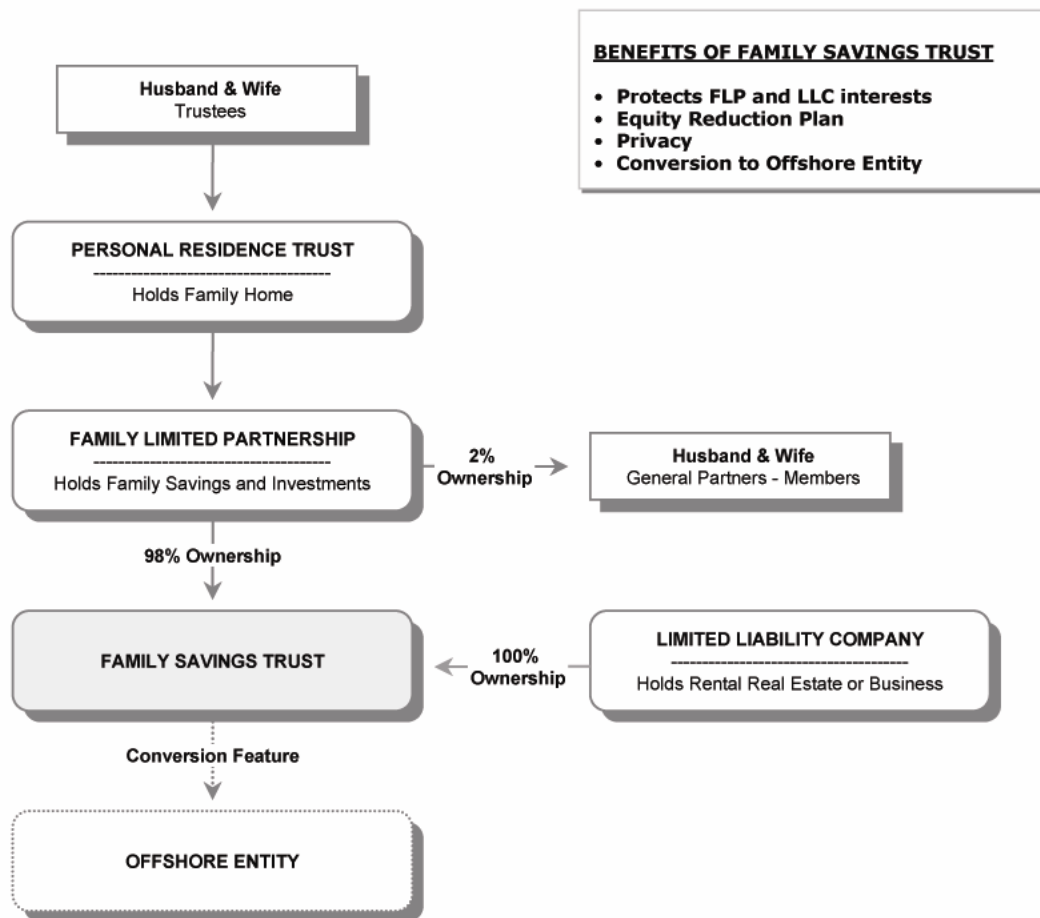 BENEFITS OF FAMILY SAVINGS TRUST
• Protects FLP and LLC interests
• Equity Reduction Plan
• Privacy
• Conversion to Offshore Entity
Husband & Wife
Trustees
PERSONAL RESIDENCE TRUST
--------------------------------------
Holds Family Home
FAMILY LIMITED PARTNERSHIP
--------------------------------------
Holds Family Savings and Investments
2%
Ownership
Husband & Wife
General Partners - Members
98% Ownership
FAMILY SAVINGS TRUST
100%
Ownership
LIMITED LIABILITY COMPANY
--------------------------------------
Holds Rental Real Estate or Business
Conversion Feature
OFFSHORE ENTITY